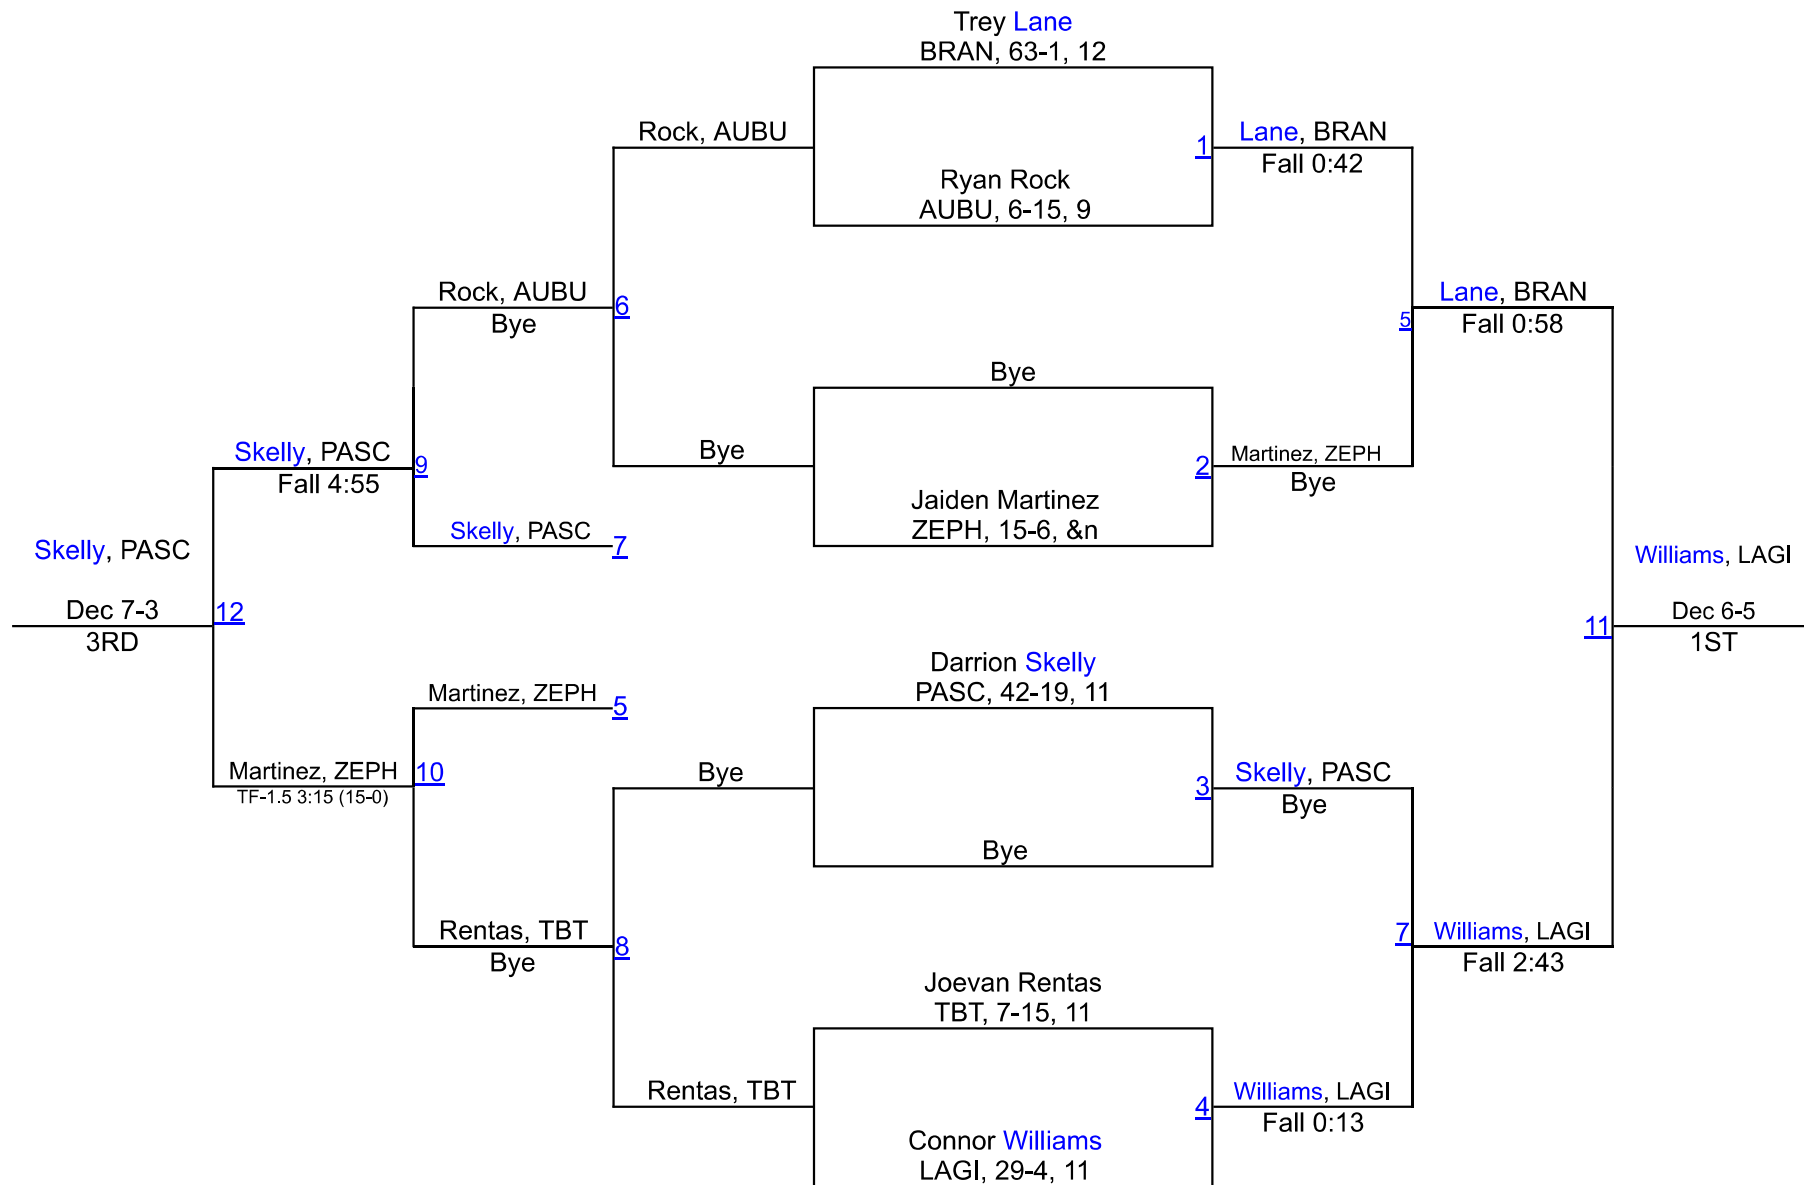 Trey Lane
BRAN, 63-1, 12
Rock, AUBU
1
Lane, BRAN
Fall 0:42
Ryan Rock
AUBU, 6-15, 9
Rock, AUBU
Bye
6
5
Lane, BRAN
Fall 0:58
Bye
Skelly, PASC
Fall 4:55
9
Bye
2
Martinez, ZEPH
Bye
Jaiden Martinez
ZEPH, 15-6, &n
Skelly, PASC
7
Skelly, PASC
Dec 7-3
3RD
12
Williams, LAGI
Dec 6-5
1ST
11
Darrion Skelly
PASC, 42-19, 11
Martinez, ZEPH
5
Martinez, ZEPH
TF-1.5 3:15 (15-0)
10
Bye
3
Skelly, PASC
Bye
Bye
Rentas, TBT
Bye
8
7
Williams, LAGI
Fall 2:43
Joevan Rentas
TBT, 7-15, 11
Rentas, TBT
4
Williams, LAGI
Fall 0:13
Connor Williams
LAGI, 29-4, 11